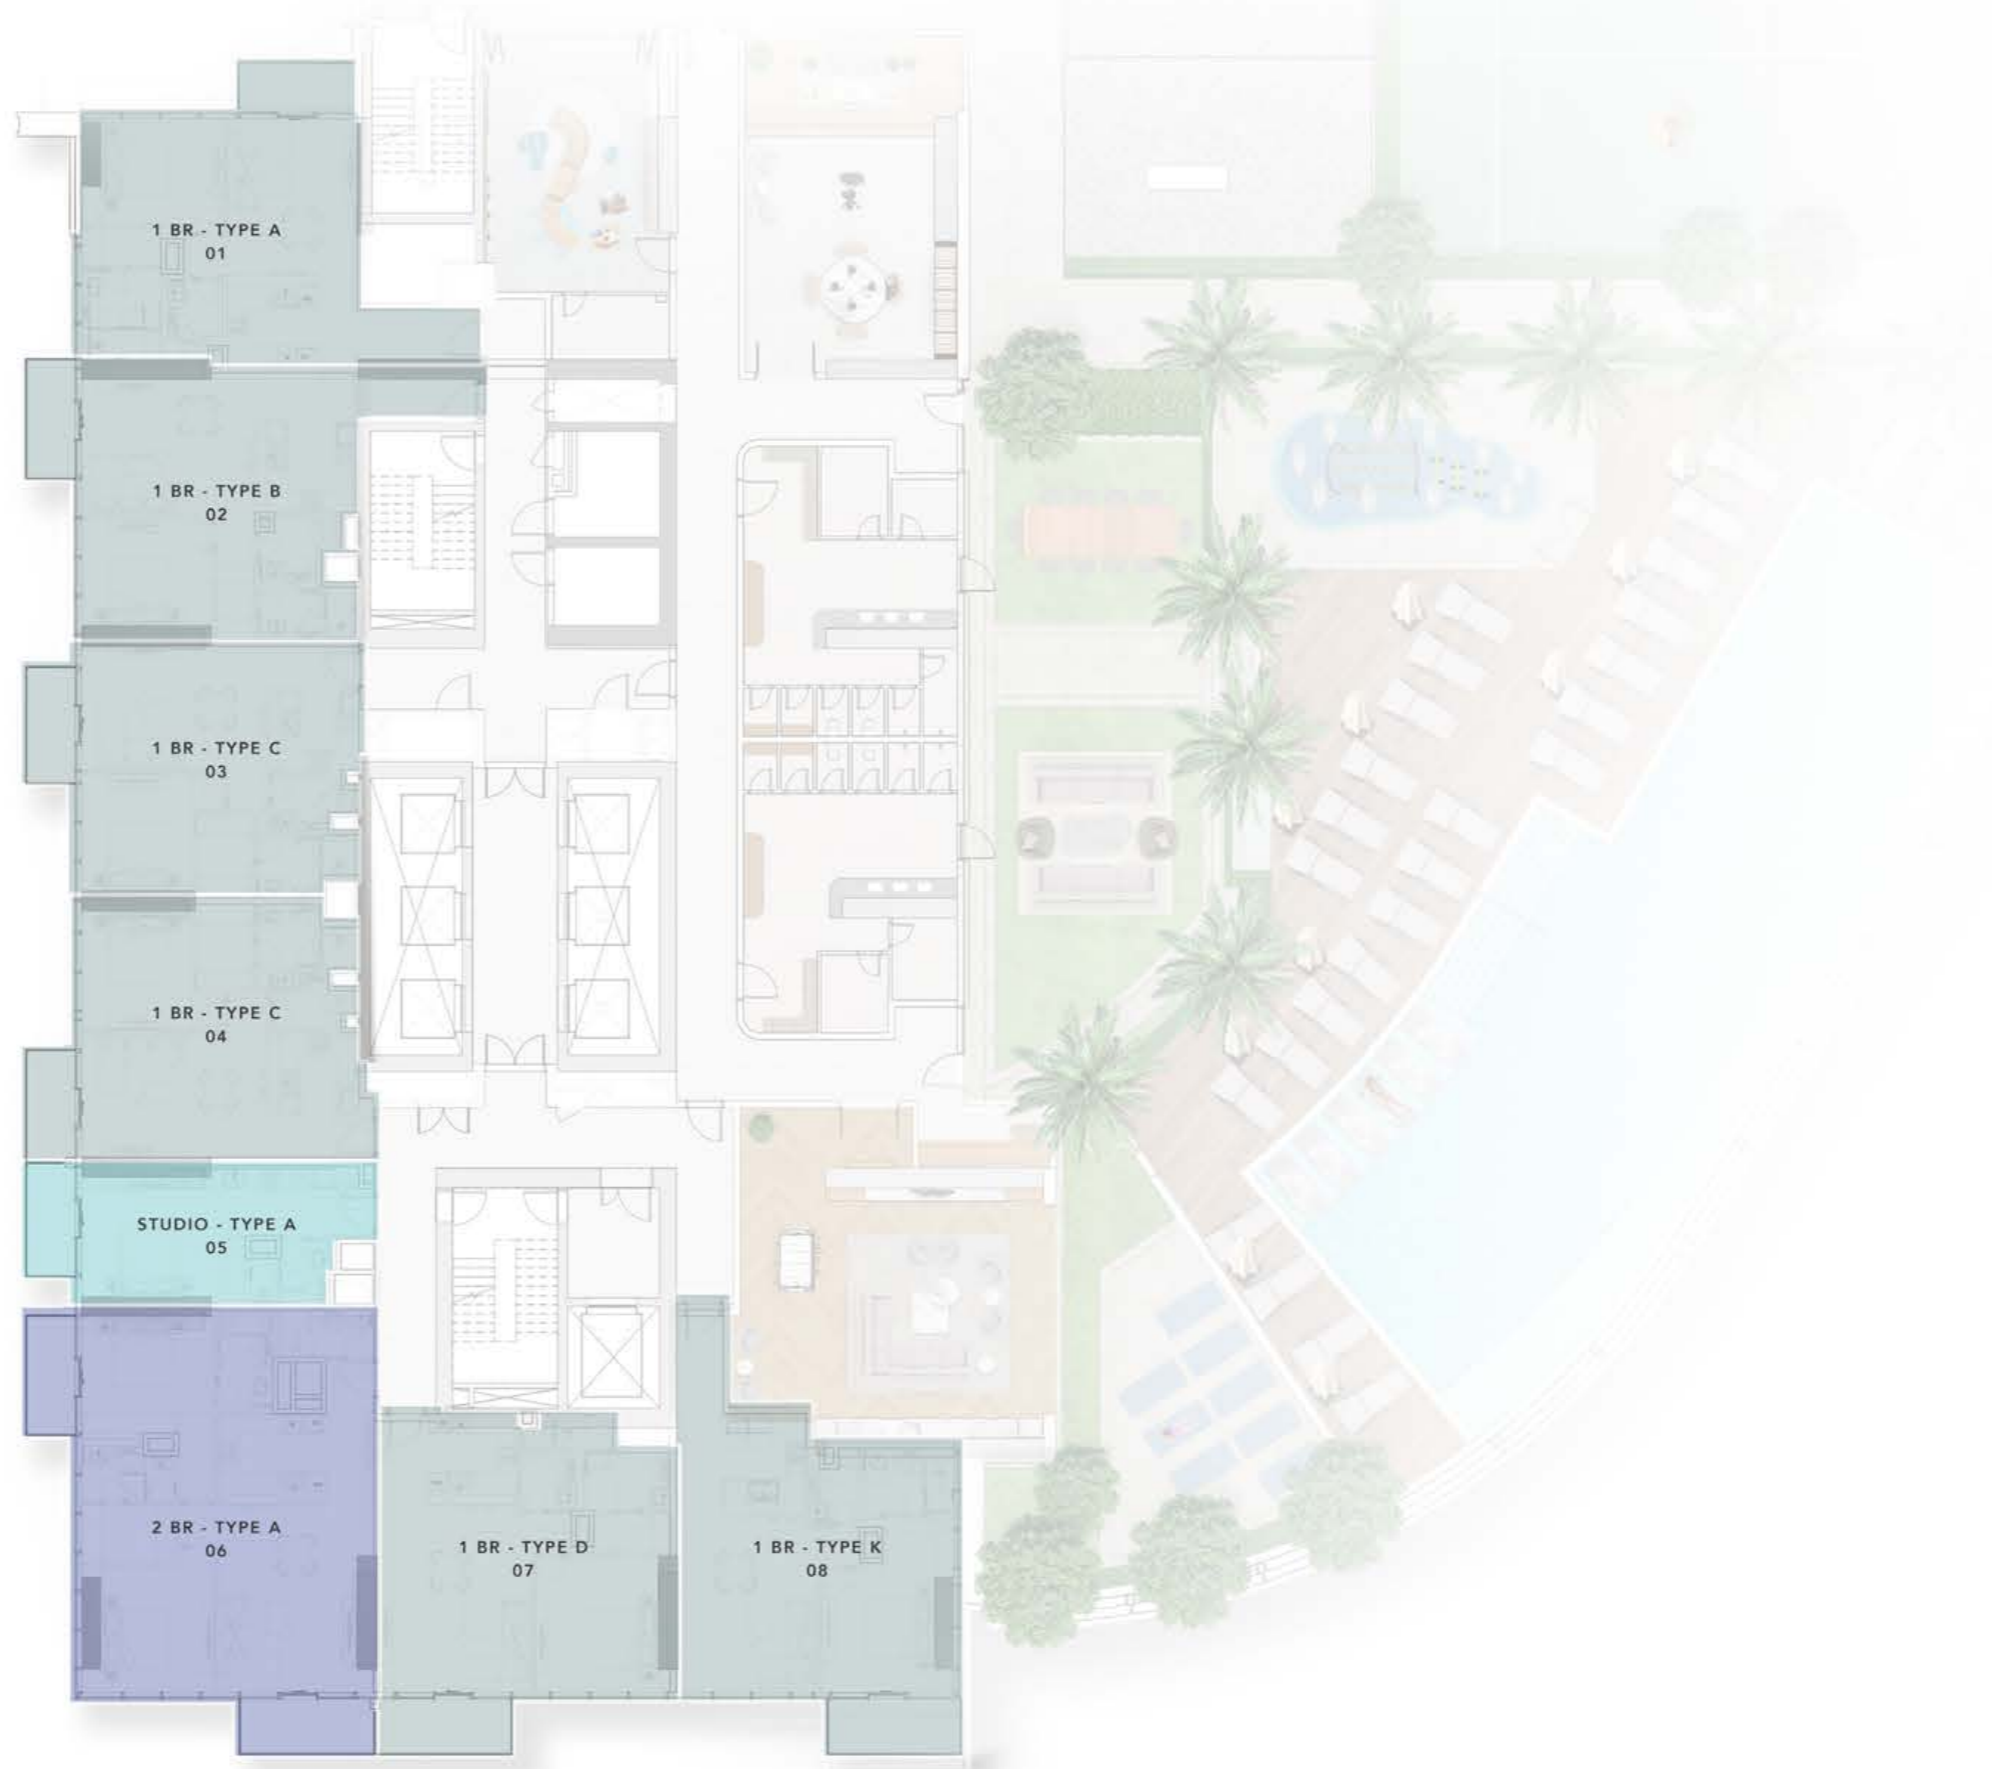 1 BR - TYPE A
01
1 BR - TYPE B
02
1 BR - TYPE C
03
1 BR - TYPE C
04
STUDIO - TYPE A
05
2 BR - TYPE A
06
1 BR - TYPE D
07
1 BR - TYPE K
08